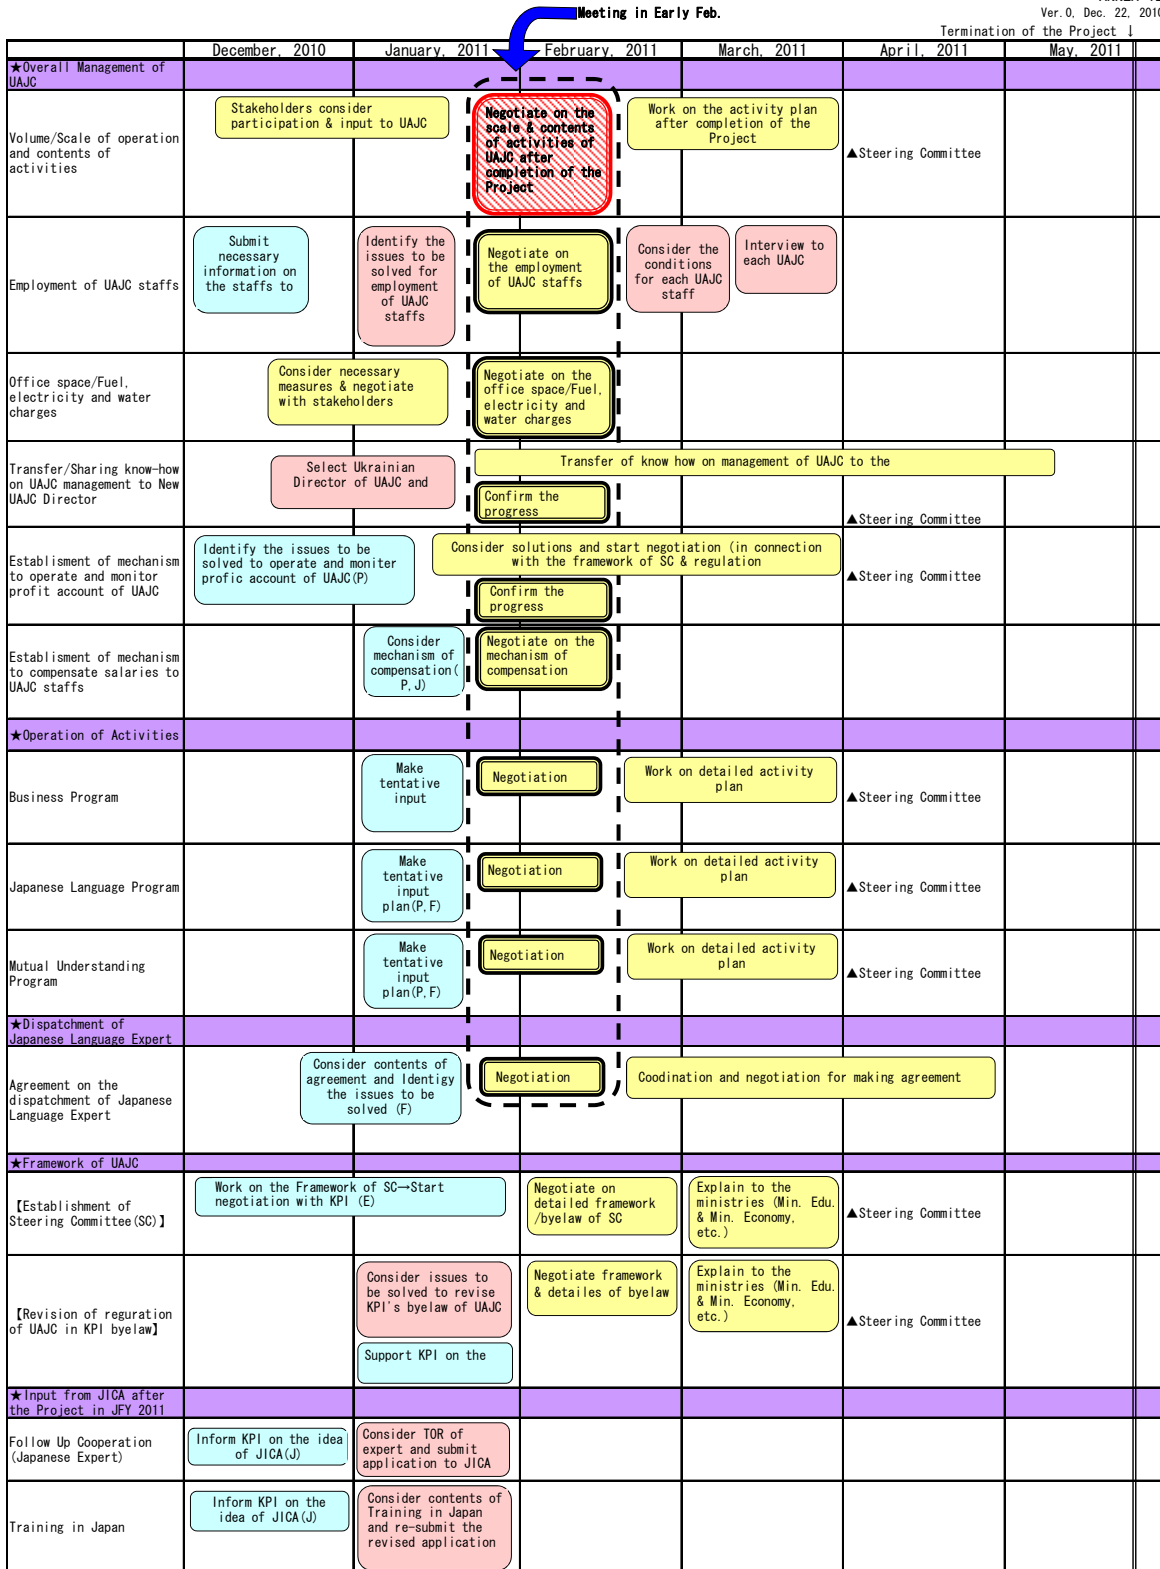 Meeting in Early Feb.
Ver.0, Dec. 22, 2010
Termination of the Project ↓
December, 2010
January, 2011
February, 2011
March, 2011
April, 2011
May, 2011
★Overall Management of
UAJC
Volume/Scale of operation
and contents of
activities
Stakeholders consider
participation & input to UAJC
Negotiate on the
scale & contents
of activities of
UAJC after
completion of the
Project
Work on the activity plan
after completion of the
Project
▲Steering Committee
Employment of UAJC staffs
Submit
necessary
information on
the staffs to
Identify the
issues to be
solved for
employment
of UAJC
staffs
Negotiate on
the employment
of UAJC staffs
Consider the
conditions
for each UAJC
staff
Interview to
each UAJC
Office space/Fuel,
electricity and water
charges
Consider necessary
measures & negotiate
with stakeholders
Negotiate on the
office space/Fuel,
electricity and
water charges
Transfer/Sharing know-how
on UAJC management to New
UAJC Director
Select Ukrainian
Director of UAJC and
Transfer of know how on management of UAJC to the
Confirm the
progress
▲Steering Committee
Establisment of mechanism
to operate and monitor
profit account of UAJC
Identify the issues to be
solved to operate and moniter
profic account of UAJC(P)
Consider solutions and start negotiation (in connection
with the framework of SC & regulation
Confirm the
progress
▲Steering Committee
Establisment of mechanism
to compensate salaries to
UAJC staffs
Consider
mechanism of
compensation(
P,J)
Negotiate on the
mechanism of
compensation
★Operation of Activities
Business Program
Make
tentative
input
Negotiation
Work on detailed activity
plan
▲Steering Committee
Japanese Language Program
Make
tentative
input
plan(P,F)
Negotiation
Work on detailed activity
plan
▲Steering Committee
Mutual Understanding
Program
Make
tentative
input
plan(P,F)
Negotiation
Work on detailed activity
plan
▲Steering Committee
★Dispatchment of
Japanese Language Expert
Agreement on the
dispatchment of Japanese
Language Expert
Consider contents of
agreement and Identigy
the issues to be
solved (F)
Negotiation
Coodination and negotiation for making agreement
★Framework of UAJC
【Establishment of
Steering Committee(SC)】
Work on the Framework of SC→Start
negotiation with KPI (E)
Negotiate on
detailed framework
/byelaw of SC
Explain to the
ministries (Min. Edu.
& Min. Economy,
etc.)
▲Steering Committee
【Revision of reguration
of UAJC in KPI byelaw】
Consider issues to
be solved to revise
KPI's byelaw of UAJC
Support KPI on the
Negotiate framework
& detailes of byelaw
Explain to the
ministries (Min. Edu.
& Min. Economy,
etc.)
▲Steering Committee
★Input from JICA after
the Project in JFY 2011
Follow Up Cooperation
(Japanese Expert)
Inform KPI on the idea
of JICA(J)
Consider TOR of
expert and submit
application to JICA
Training in Japan
Inform KPI on the
idea of JICA(J)
Consider contents of
Training in Japan
and re-submit the
revised application